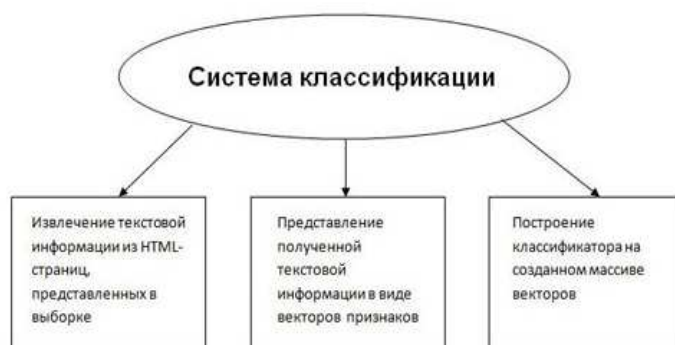 Система классификации
Извлечение текстовой
информации из HTML-
страниц,
представленных в
выборке
Представление
полученной
текстовой
информации в виде
векторов признаков
Построение
классификатора на
созданном массиве
векторов